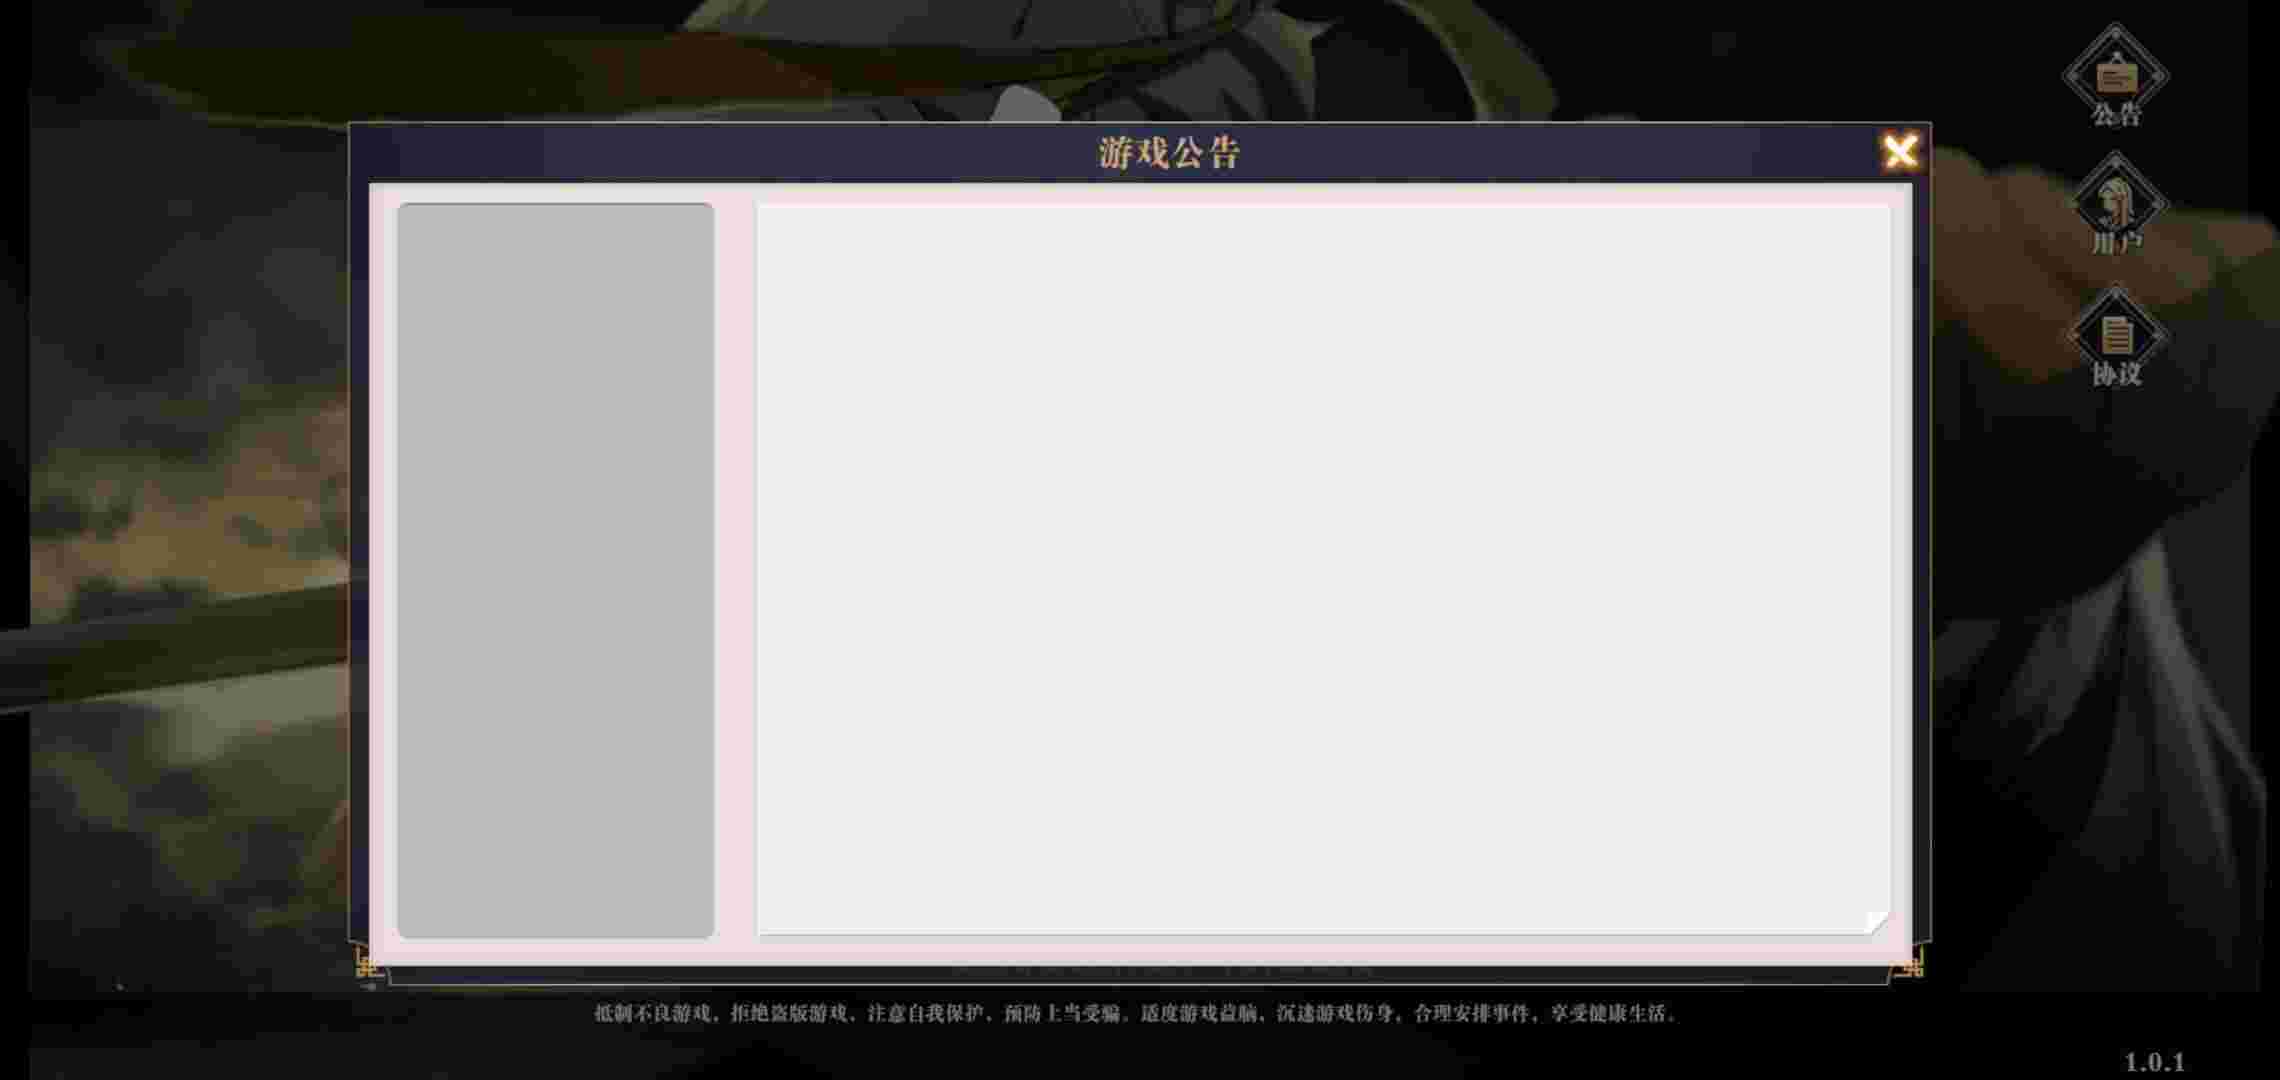 公告
游戏公告
用户
协议
抵制不良游戏，拒绝盗版游戏。注意自我保护，预防上当受骗。适度游戏益脑，沉迷游戏伤身。合理安排事件，享受健康生活。
1.0.1